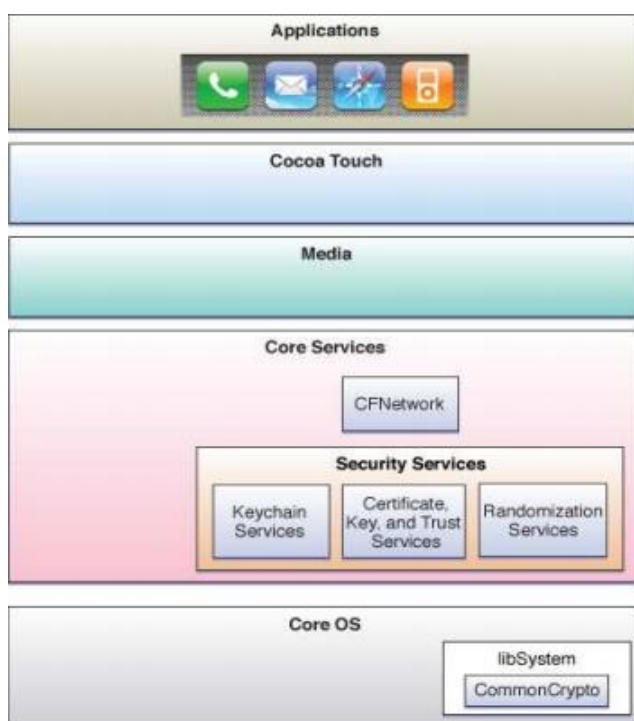 Applications
Cocoa Touch
Media
Core Services
CFNetwork
Security Services
Keychain
Services
Certificate,
Key, and Trust
Services
Randomization
Services
Core OS
libSystem
CommonCrypto